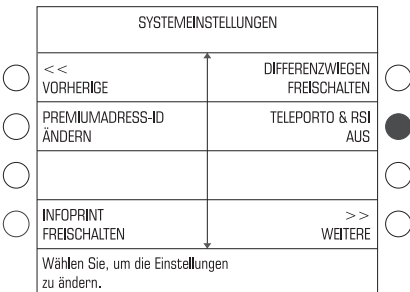 SYSTEMEINSTELLUNGEN
<<
VORHERIGE
DIFFERENZWIEGEN
FREISCHALTEN
PREMIUMADRESS-ID
ÄNDERN
TELEPORTO & RSI
AUS
INFOPRINT
FREISCHALTEN
>>
WEITERE
Wählen Sie, um die Einstellungen
zu ändern.